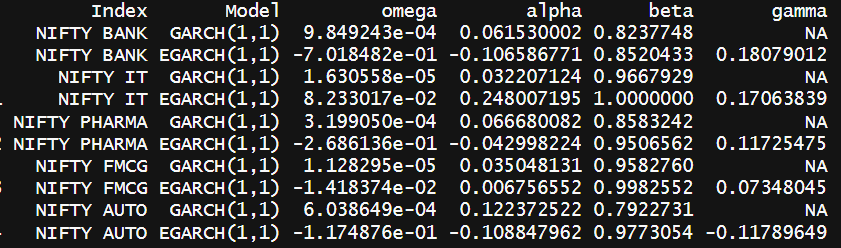 Index Model omega alpha beta gamma
NIFTY BANK GARCH(1,1) 9.849243e-04 0.061530002 0.8237748 NA
NIFTY BANK EGARCH(1,1) -7.018482e-01 -0.106586771 0.8520433 0.18079012
NIFTY IT GARCH(1,1) 1.630558e-05 0.032207124 0.9667929 NA
NIFTY IT EGARCH(1,1) 8.233017e-02 0.248007195 1.0000000 0.17063839
NIFTY PHARMA GARCH(1,1) 3.199050e-04 0.066680082 0.8583242 NA
NIFTY PHARMA EGARCH(1,1) -2.686136e-01 -0.042998224 0.9506562 0.11725475
NIFTY FMCG GARCH(1,1) 1.128295e-05 0.035048131 0.9582760 NA
NIFTY FMCG EGARCH(1,1) -1.418374e-02 0.006756552 0.9982552 0.07348045
NIFTY AUTO GARCH(1,1) 6.038649e-04 0.122372522 0.7922731 NA
NIFTY AUTO EGARCH(1,1) -1.174876e-01 -0.108847962 0.9773054 -0.11789649